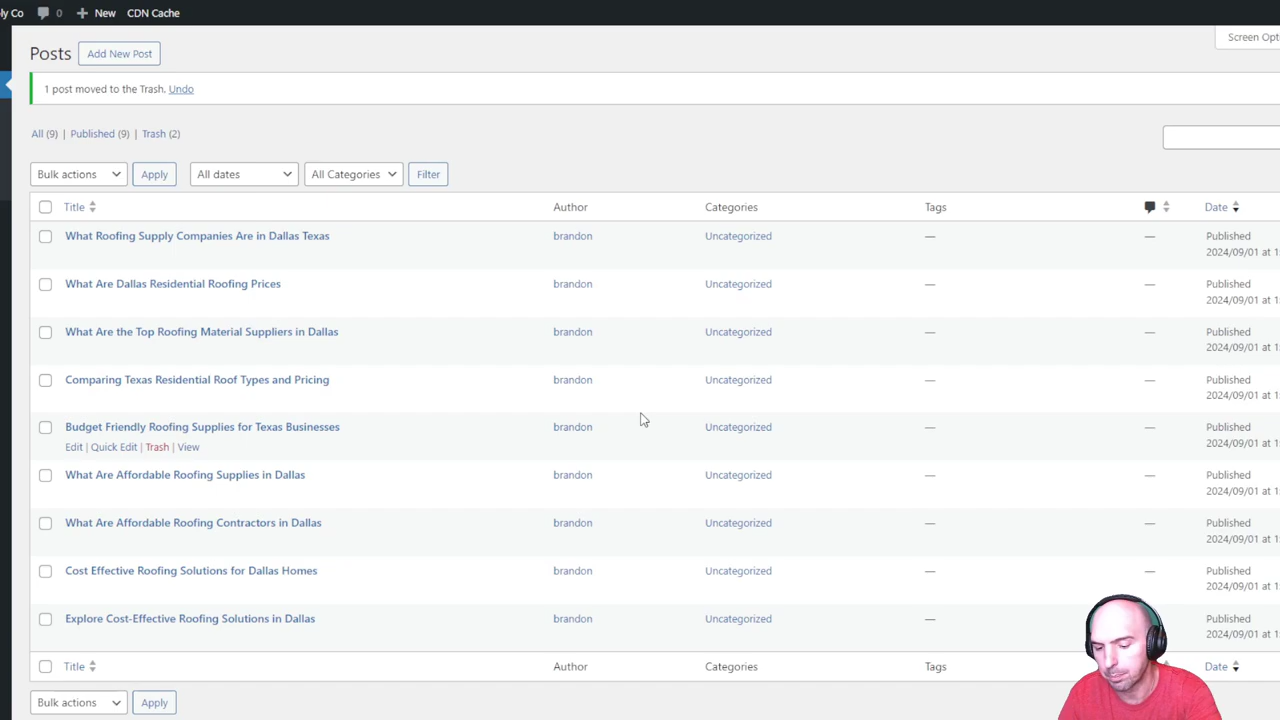 ly Co 0 New CDN Cache
Posts Add New Post Screen Opt
1 post moved to the Trash. Undo
All (9) | Published (9) | Trash (2)
Bulk actions Apply All dates All Categories Filter
Title Author Categories Tags Date
What Roofing Supply Companies Are in Dallas Texas brandon Uncategorized — — Published
2024/09/01 at 1
What Are Dallas Residential Roofing Prices brandon Uncategorized — — Published
2024/09/01 at 1
What Are the Top Roofing Material Suppliers in Dallas brandon Uncategorized — — Published
2024/09/01 at 1
Comparing Texas Residential Roof Types and Pricing brandon Uncategorized — — Published
2024/09/01 at 1
Budget Friendly Roofing Supplies for Texas Businesses brandon Uncategorized — — Published
Edit | Quick Edit | Trash | View 2024/09/01 at 1
What Are Affordable Roofing Supplies in Dallas brandon Uncategorized — — Published
2024/09/01 at 1
What Are Affordable Roofing Contractors in Dallas brandon Uncategorized — — Published
2024/09/01 at 1
Cost Effective Roofing Solutions for Dallas Homes brandon Uncategorized — — Published
2024/09/01 at 1
Explore Cost-Effective Roofing Solutions in Dallas brandon Uncategorized — Published
2024/09/01 at 1
Title Author Categories Tags Date
Bulk actions Apply